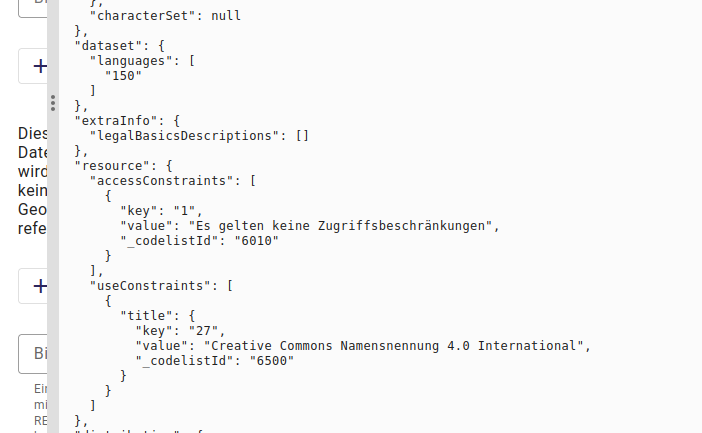 },
"characterSet": null
},
"dataset": {
"languages": [
"150"
]
},
"extraInfo": {
"legalBasicsDescriptions": []
},
"resource": {
"accessConstraints": [
{
"key": "1",
"value": "Es gelten keine Zugriffsbeschränkungen",
"_codelistId": "6010"
}
],
"useConstraints": [
{
"title": {
"key": "27",
"value": "Creative Commons Namensnennung 4.0 International",
"_codelistId": "6500"
}
}
]
},
+
Dies
Date
wird
kein
Geo
refe
+
Bi
Ein
mi
RE